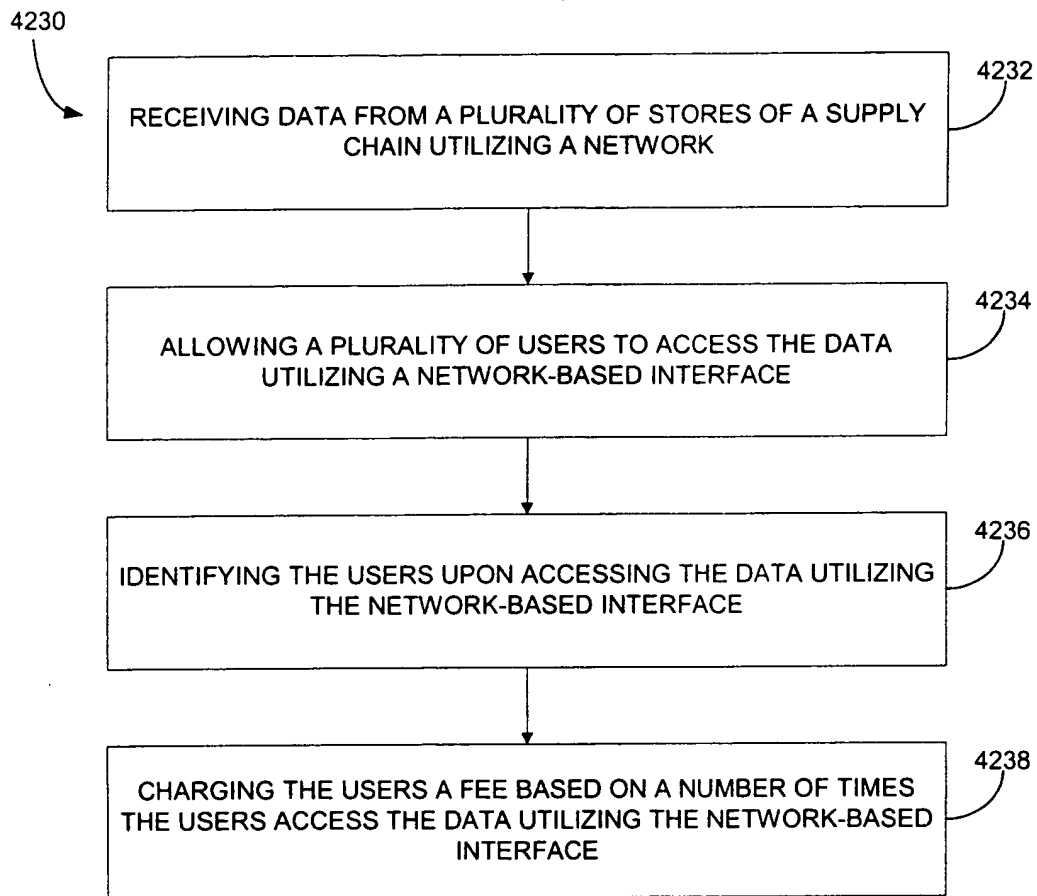 4230
4232
RECEIVING DATA FROM A PLURALITY OF STORES OF A SUPPLY
CHAIN UTILIZING A NETWORK
4234
ALLOWING A PLURALITY OF USERS TO ACCESS THE DATA
UTILIZING A NETWORK-BASED INTERFACE
4236
IDENTIFYING THE USERS UPON ACCESSING THE DATA UTILIZING
THE NETWORK-BASED INTERFACE
4238
CHARGING THE USERS A FEE BASED ON A NUMBER OF TIMES
THE USERS ACCESS THE DATA UTILIZING THE NETWORK-BASED
INTERFACE